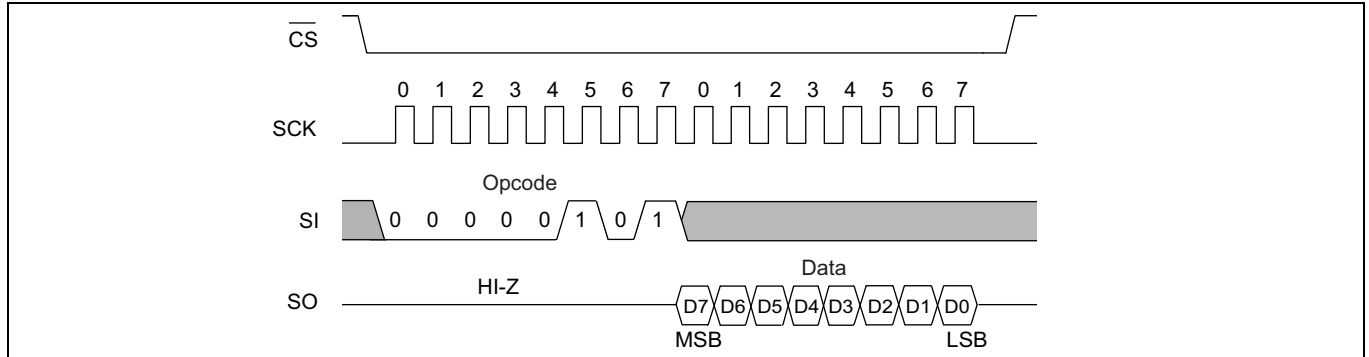 CS
0 1 2 3 4 5 6 7 0 1 2 3 4 5 6 7
SCK
Opcode
SI 0 0 0 0 0 1 0 1
Data
HI-Z
SO D7 D6 D5 D4 D3 D2 D1 D0
MSB LSB